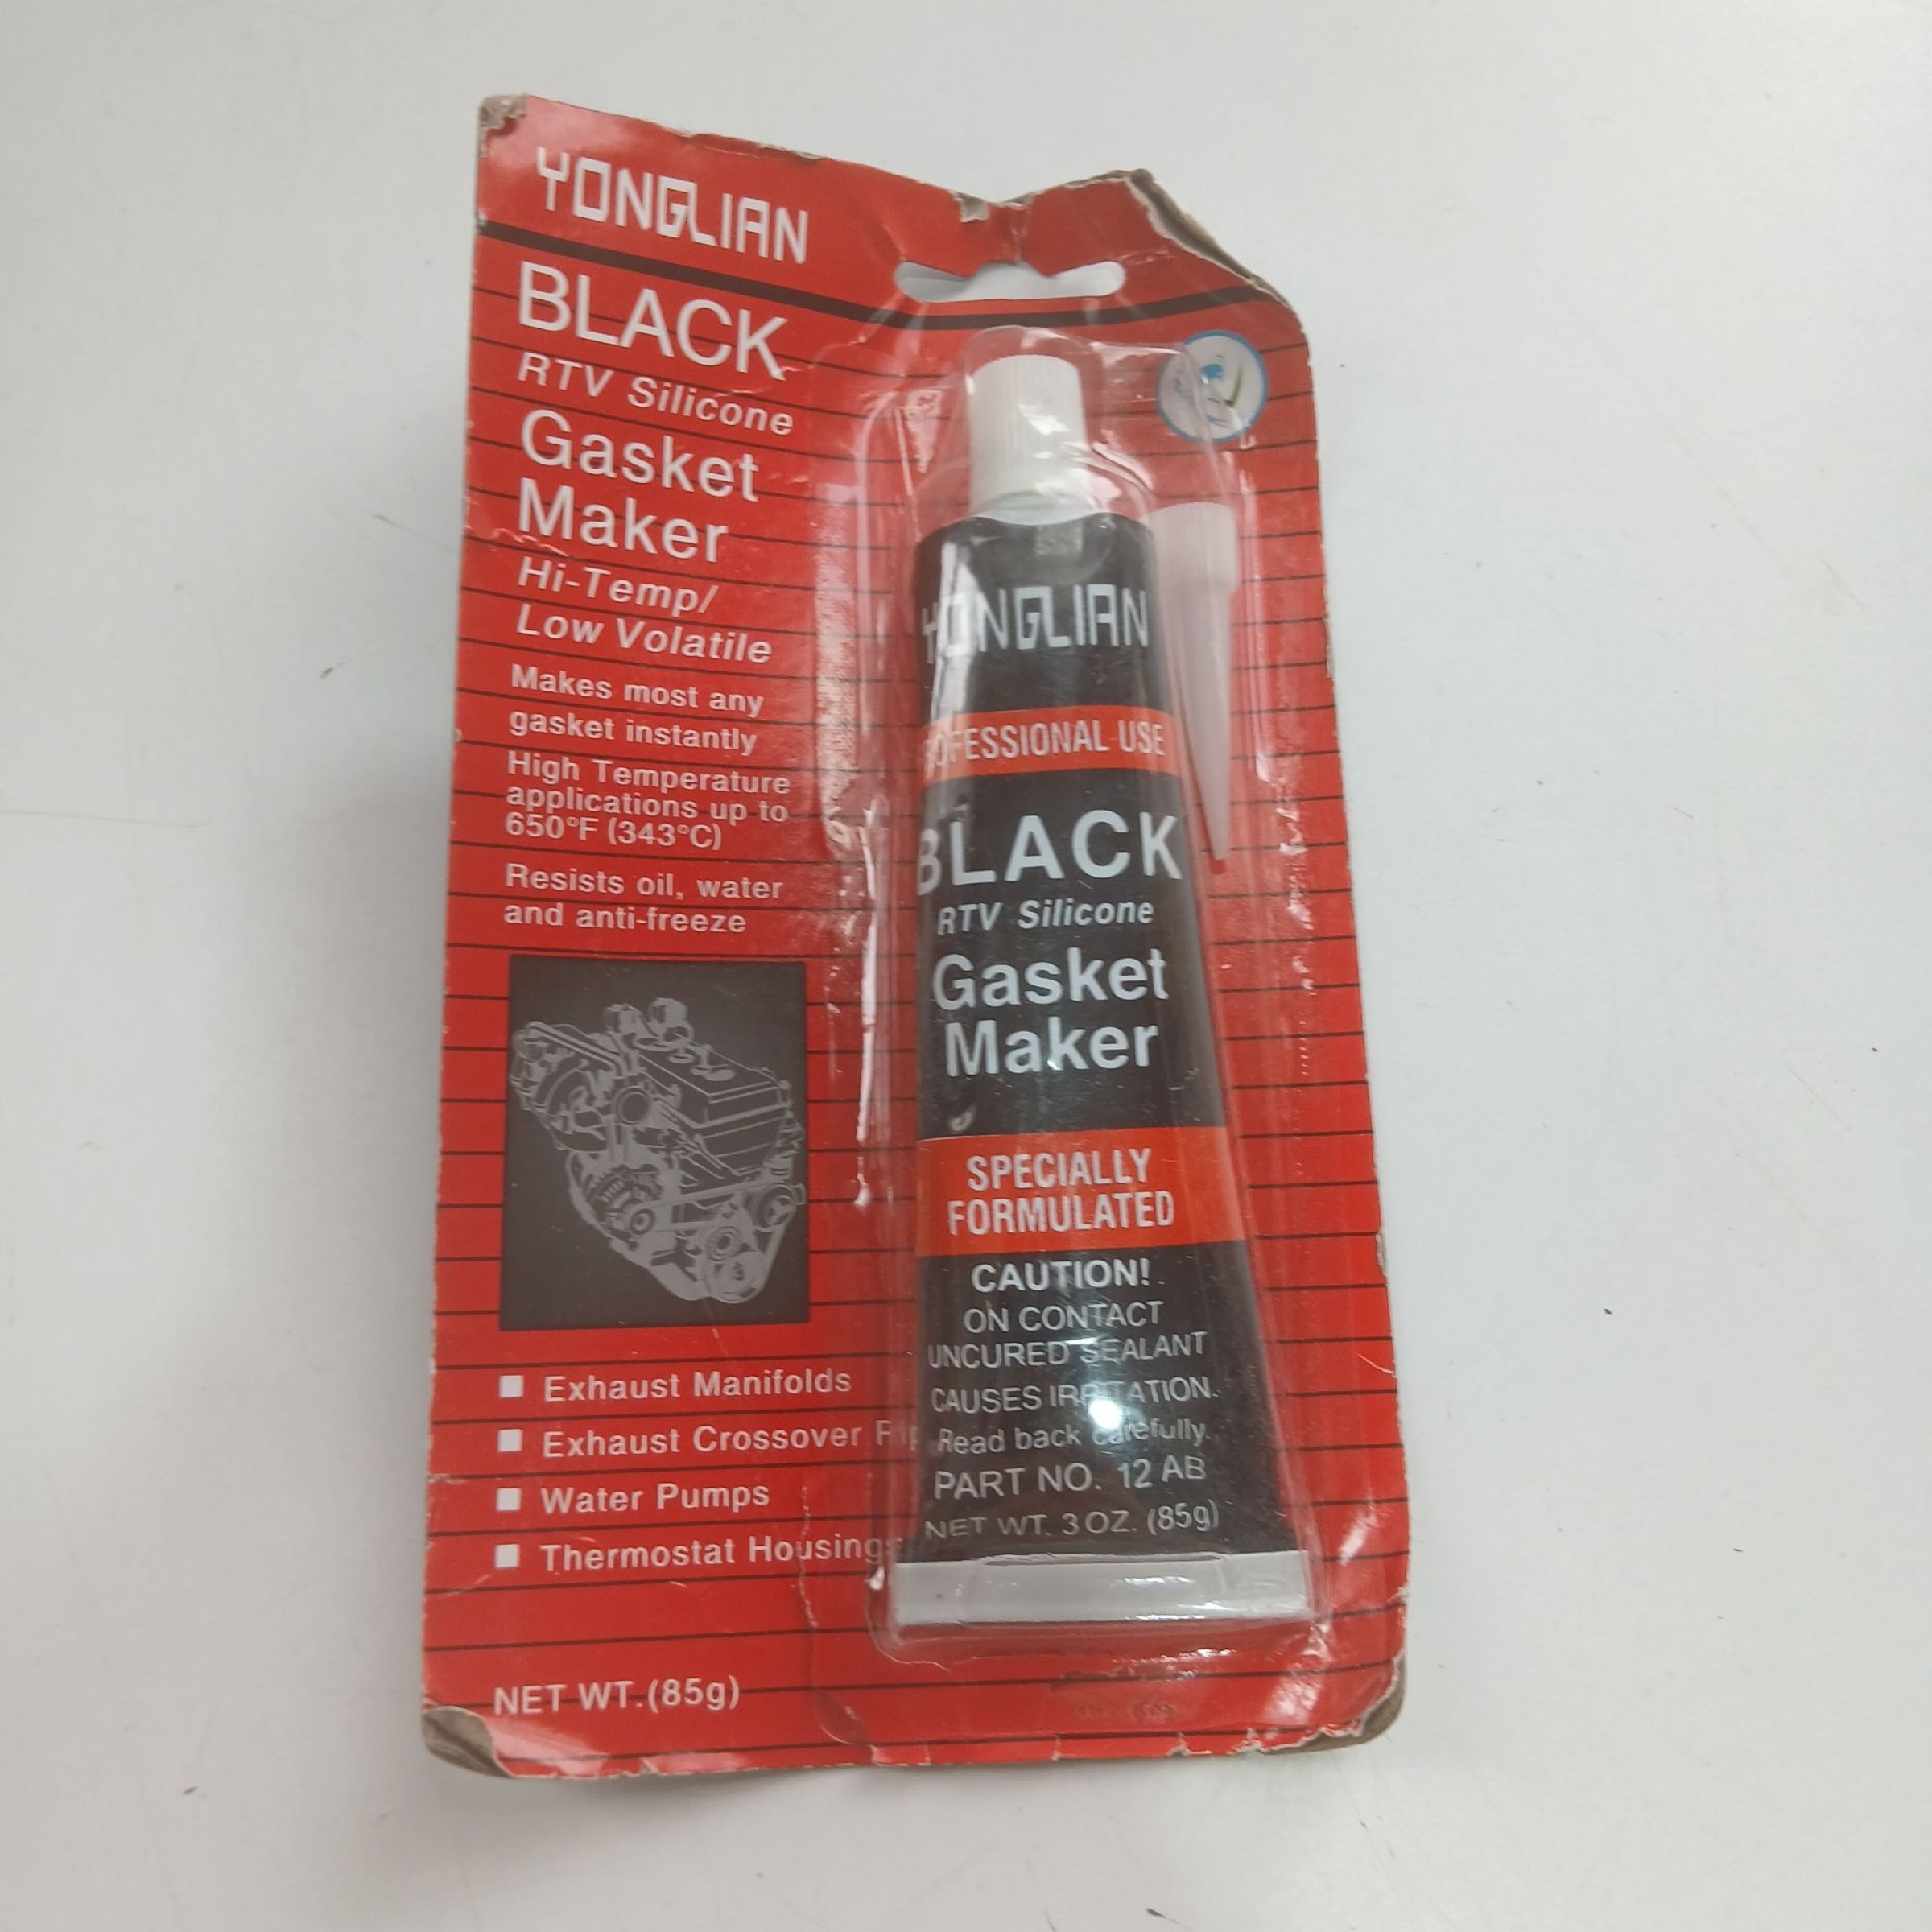 YONGLIAN
BLACK
RTV Silicone
Gasket
Maker
Hi-Temp/
Low Volatile
Makes most any
gasket instantly
High Temperature
applications up to
650°F (343°C)
Resists oil, water
and anti-freeze
Exhaust Manifolds
Exhaust Crossover
Water Pumps
Thermostat Housings
NET WT.(85g)
YONGLIAN
PROFESSIONAL USE
BLACK
RTV Silicone
Gasket
Maker
SPECIALLY
FORMULATED
CAUTION!
ON CONTACT
UNCURED SEALANT
CAUSES IRRITATION.
Read back carefully.
PART NO. 12 AB
NET WT. 3 OZ. (85g)